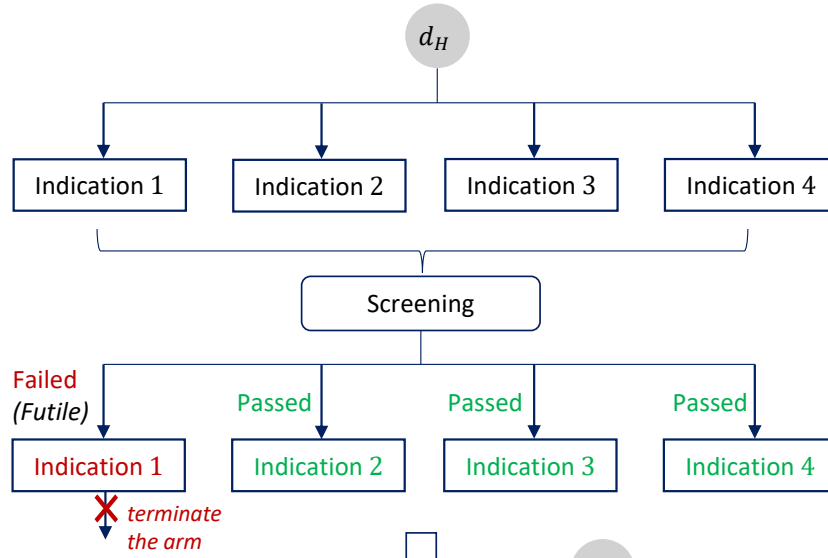 d_H
Indication 1
Indication 2
Indication 3
Indication 4
Screening
Failed
(Futile)
Passed
Passed
Passed
Indication 1
Indication 2
Indication 3
Indication 4
terminate
the arm